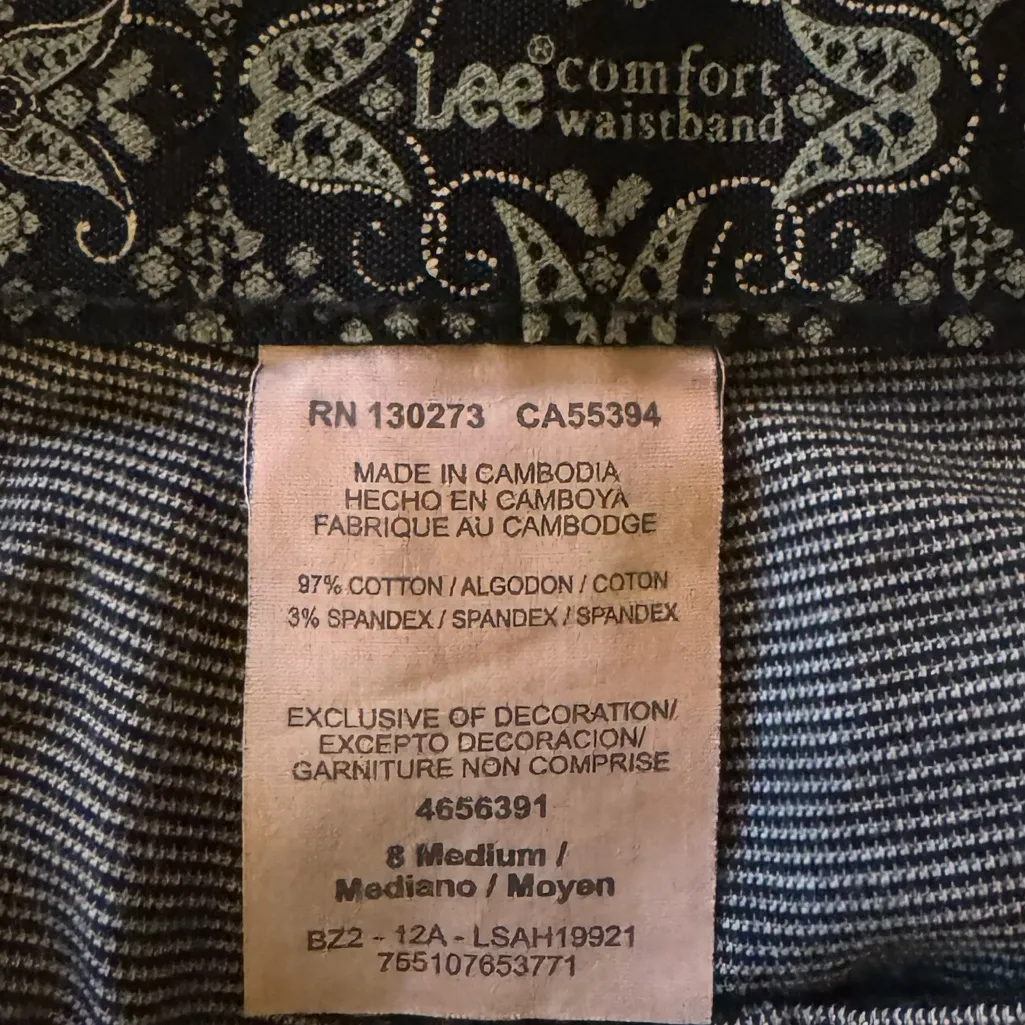 Lee® comfort
waistband
RN 130273 CA55394
MADE IN CAMBODIA
HECHO EN CAMBOYA
FABRIQUE AU CAMBODGE
97% COTTON / ALGODON / COTON
3% SPANDEX / SPANDEX / SPANDEX
EXCLUSIVE OF DECORATION/
EXCEPTO DECORACION/
GARNITURE NON COMPRISE
4656391
8 Medium /
Mediano / Moyen
BZ2 - 12A - LSAH19921
755107653771